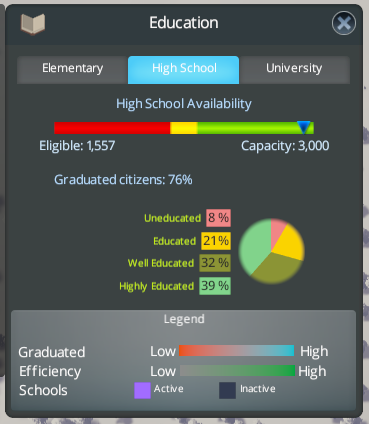 Education
Elementary High School University
High School Availability
Eligible: 1,557 Capacity: 3,000
Graduated citizens: 76%
Uneducated 8 %
Educated 21%
Well Educated 32 %
Highly Educated 39 %
Legend
Graduated Low High
Efficiency Low High
Schools Active Inactive